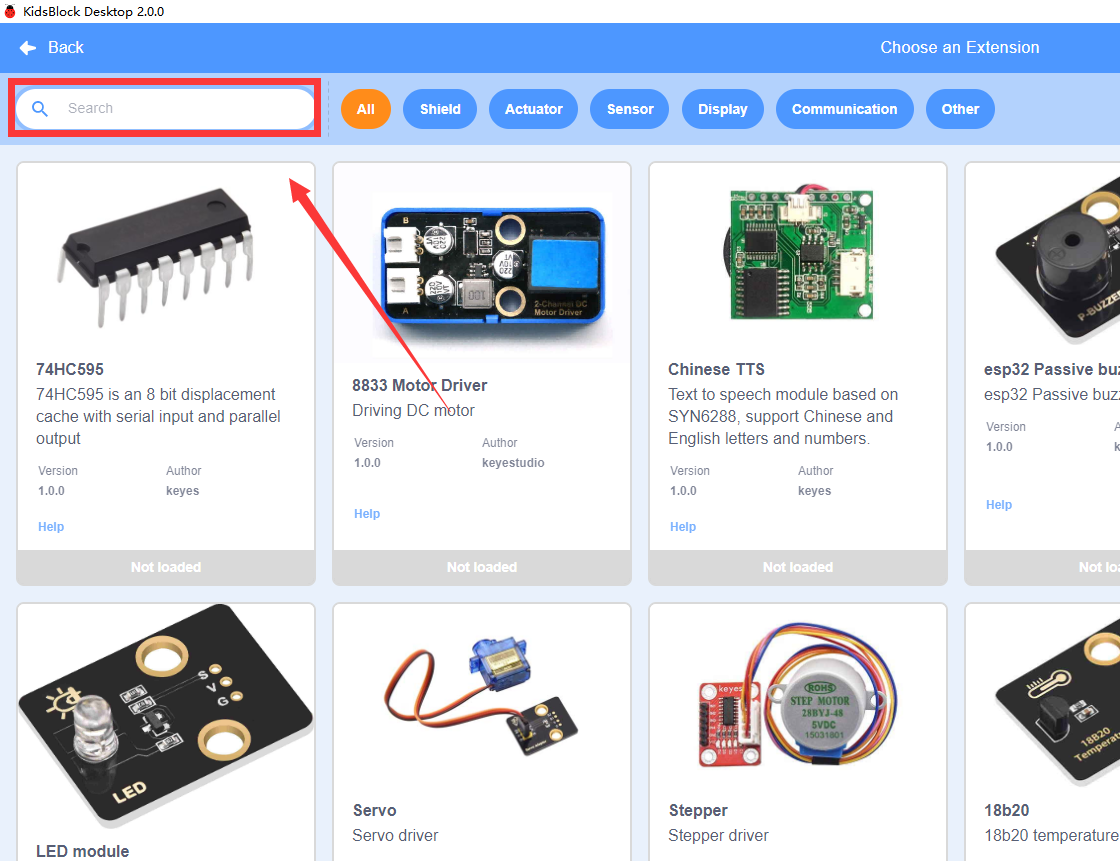 KidsBlock Desktop 2.0.0
Back
Choose an Extension
Search
All
Shield
Actuator
Sensor
Display
Communication
Other
74HC595
74HC595 is an 8 bit displacement
cache with serial input and parallel
output
Version
Author
1.0.0
keyes
Help
Not loaded
B
A
2-Channel DC
Motor Driver
8833 Motor Driver
Driving DC motor
Version
Author
1.0.0
keyestudio
Help
Not loaded
Chinese TTS
Text to speech module based on
SYN6288, support Chinese and
English letters and numbers.
Version
Author
1.0.0
keyes
Help
Not loaded
P-BUZZE
esp32 Passive buz
esp32 Passive buz
Version
A
1.0.0
k
Help
Not loa
S
V
G
LED
LED module
Servo
Servo driver
keyes
ROHS
STEP MOTOR
28BYJ-48
5VDC
15031601
Stepper
Stepper driver
18B20
Temperatu
18b20
18b20 temperature